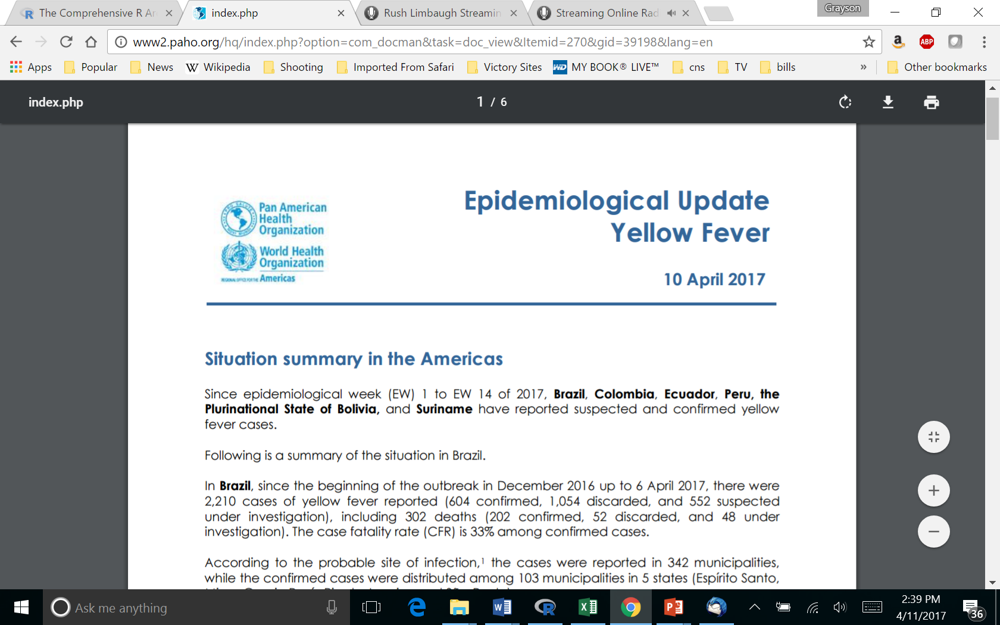 The Comprehensive R Ar
index.php
Rush Limbaugh Streamin
Streaming Online Rad
Grayson
www2.paho.org/hq/index.php?option=com_docman&task=doc_view&Itemid=270&gid=39198&lang=en
ABP
Apps
Popular
News
W Wikipedia
Shooting
Imported From Safari
Victory Sites
WD MY BOOK® LIVE™
cns
TV
bills
»
Other bookmarks
index.php
1 / 6
Pan American
Health
Organization
World Health
Organization
REGIONAL OFFICE FOR THE Americas
Epidemiological Update
Yellow Fever
10 April 2017
Situation summary in the Americas
Since epidemiological week (EW) 1 to EW 14 of 2017, Brazil, Colombia, Ecuador, Peru, the
Plurinational State of Bolivia, and Suriname have reported suspected and confirmed yellow
fever cases.
Following is a summary of the situation in Brazil.
In Brazil, since the beginning of the outbreak in December 2016 up to 6 April 2017, there were
2,210 cases of yellow fever reported (604 confirmed, 1,054 discarded, and 552 suspected
under investigation), including 302 deaths (202 confirmed, 52 discarded, and 48 under
investigation). The case fatality rate (CFR) is 33% among confirmed cases.
According to the probable site of infection,¹ the cases were reported in 342 municipalities,
while the confirmed cases were distributed among 103 municipalities in 5 states (Espírito Santo,
Ask me anything
2:39 PM
4/11/2017
36